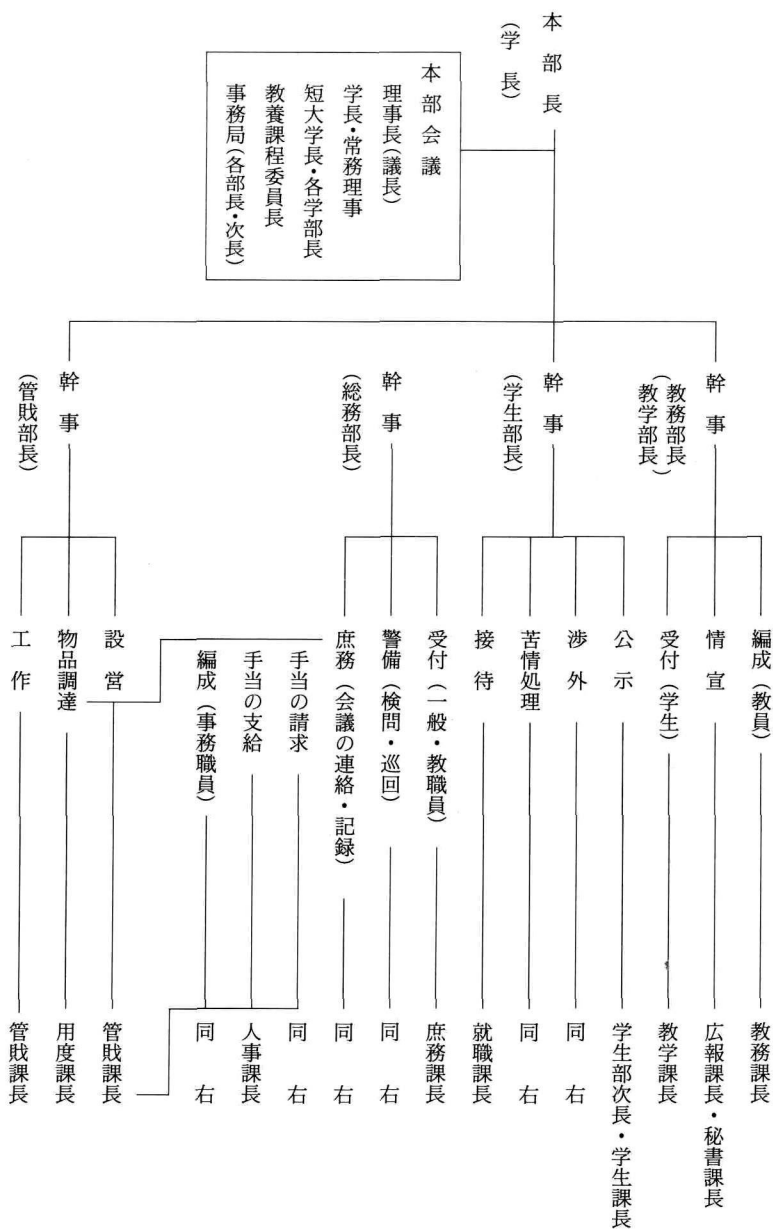 本部長
(学長)
本部会議
理事長(議長)
学長・常務理事
短大学長・各学部長
教養課程委員長
事務局(各部長・次長)
幹事
(教務部長
教学部長)
編成(教員)
教務課長
情宣
広報課長・秘書課長
受付(学生)
教学課長
幹事
(学生部長)
公示
学生部次長・学生課長
渉外
同右
苦情処理
同右
接待
就職課長
幹事
(総務部長)
受付(一般・教職員)
庶務課長
警備(検問・巡回)
同右
庶務(会議の連絡・記録)
同右
手当の請求
同右
手当の支給
人事課長
編成(事務職員)
同右
幹事
(管財部長)
設営
管財課長
物品調達
用度課長
工作
管財課長